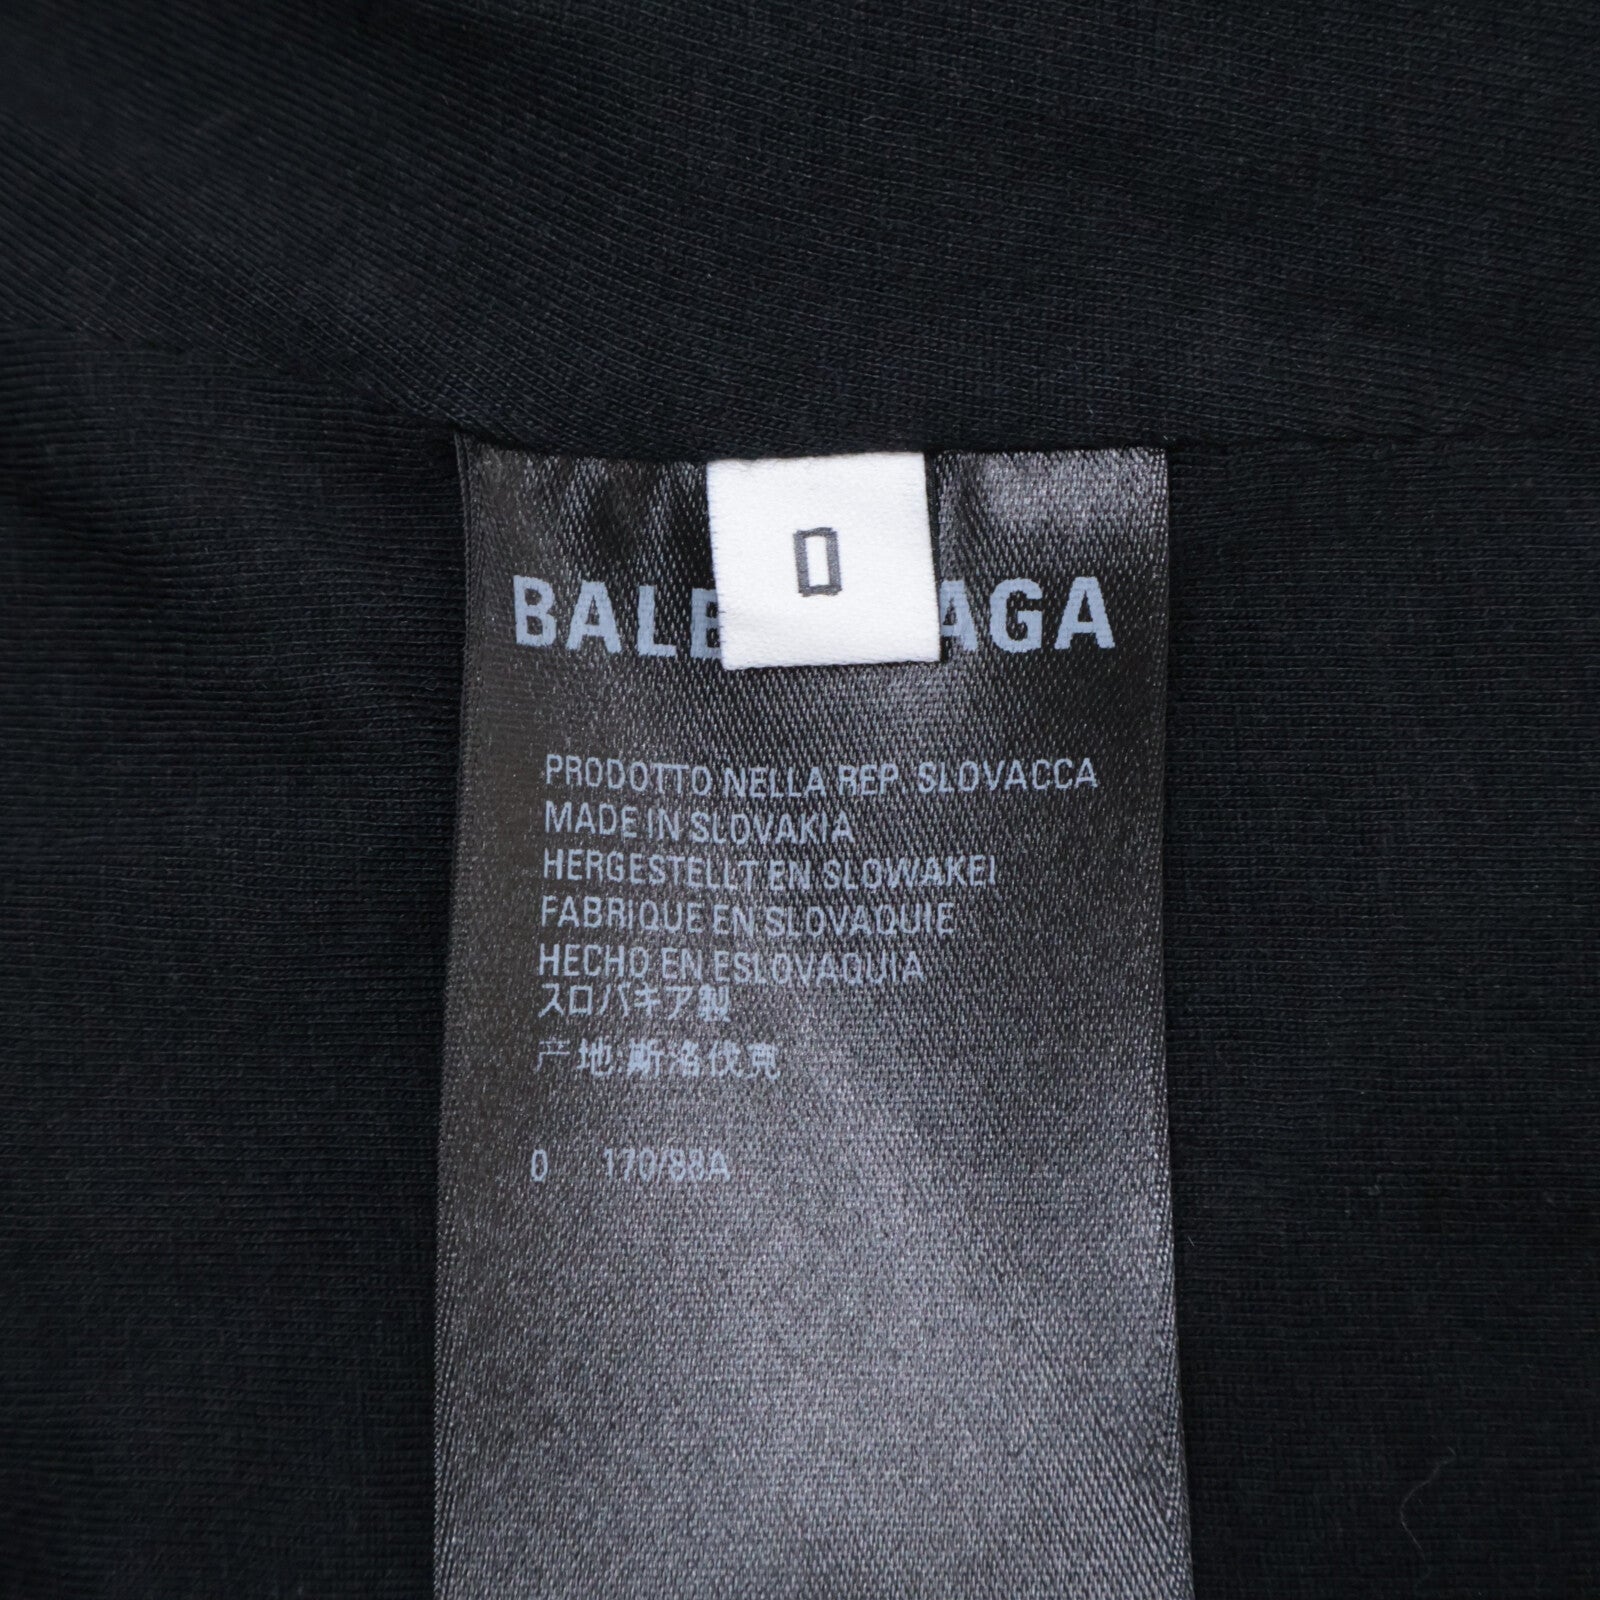 0
BALE AGA
PRODOTTO NELLA REP. SLOVACCA
MADE IN SLOVAKIA
HERGESTELLT EN SLOWAKEI
FABRIQUE EN SLOVAQUIE
HECHO EN ESLOVAQUIA
スロバキア製
产地:斯洛伐克
0 170/88A